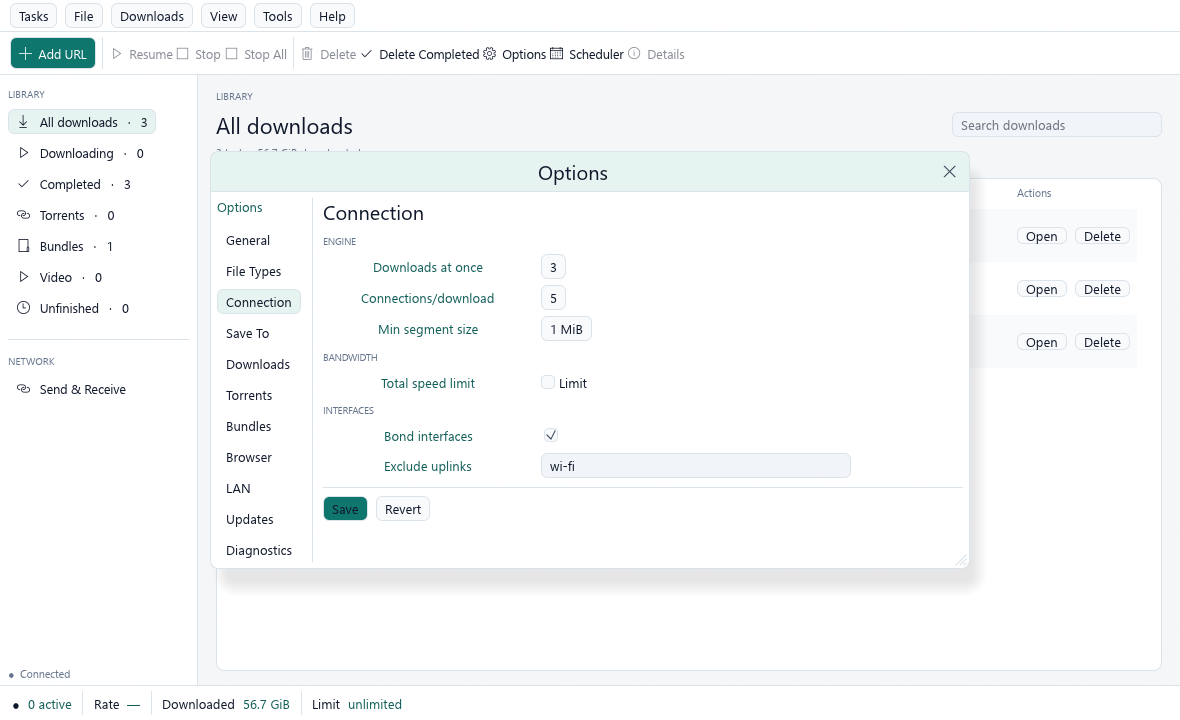 Tasks File Downloads View Tools Help
Add URL Resume Stop Stop All Delete Delete Completed Options Scheduler Details
LIBRARY
All downloads · 3
Downloading · 0
Completed · 3
Torrents · 0
Bundles · 1
Video · 0
Unfinished · 0
NETWORK
Send & Receive
Connected
LIBRARY
All downloads
Search downloads
Actions
Open Delete
Open Delete
Open Delete
Options
Options
General
File Types
Connection
Save To
Downloads
Torrents
Bundles
Browser
LAN
Updates
Diagnostics
Connection
ENGINE
Downloads at once 3
Connections/download 5
Min segment size 1 MiB
BANDWIDTH
Total speed limit Limit
INTERFACES
Bond interfaces
Exclude uplinks wi-fi
Save Revert
0 active Rate — Downloaded 56.7 GiB Limit unlimited